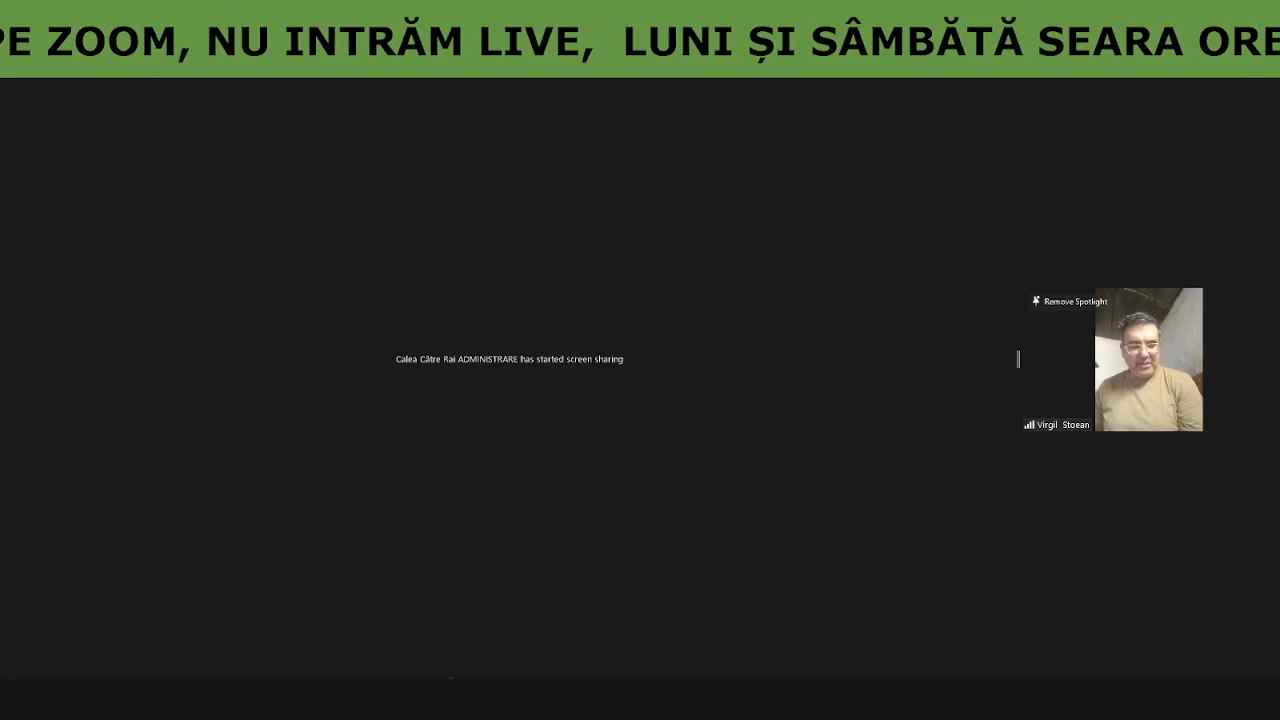 PE ZOOM, NU INTRĂM LIVE, LUNI ȘI SÂMBĂTĂ SEARA ORE
Remove Spotlight
Calea Către Rai ADMINISTRARE has started screen sharing
Virgil Stoean